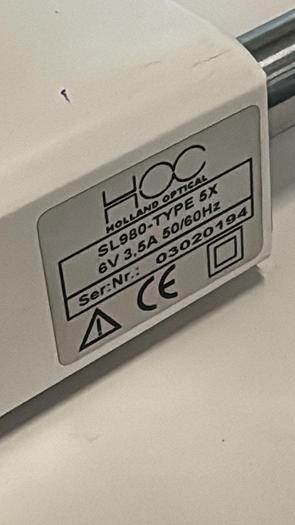 HOC
HOLLAND OPTICAL
SL980-TYPE 5X
6V 3,5A 50/60Hz
Ser.Nr.: 03020194
CE